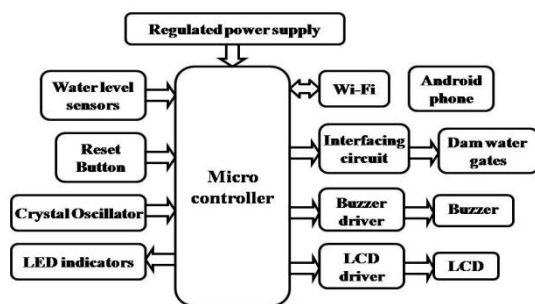 Regulated power supply
Water level
sensors
Reset
Button
Crystal Oscillator
LED indicators
Micro
controller
Wi-Fi
Android
phone
Interfacing
circuit
Dam water
gates
Buzzer
driver
Buzzer
LCD
driver
LCD